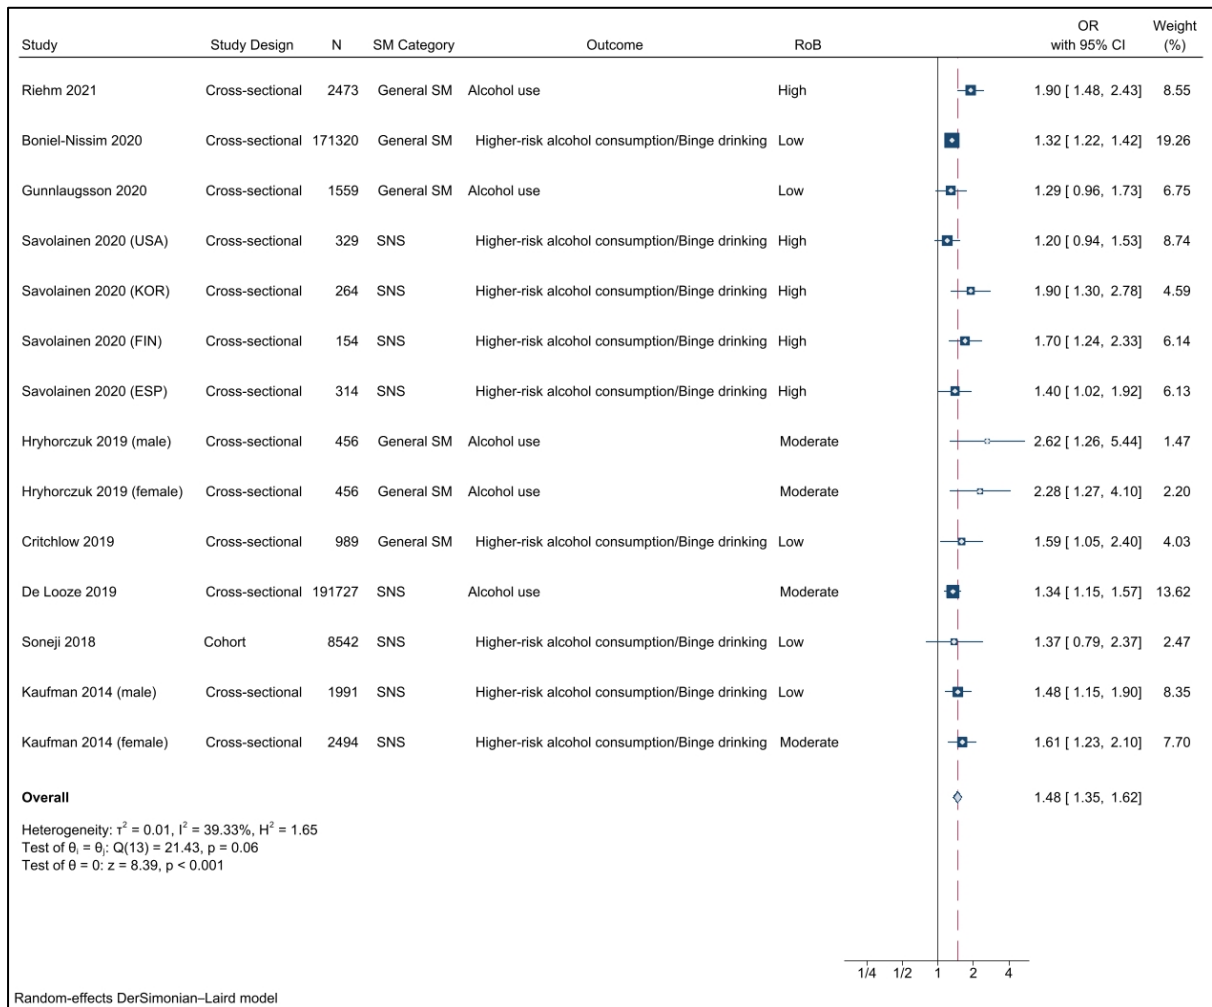 Study Study Design N SM Category Outcome RoB OR with 95% CI Weight (%)
Riehm 2021 Cross-sectional 2473 General SM Alcohol use High 1.90 [ 1.48, 2.43] 8.55
Boniel-Nissim 2020 Cross-sectional 171320 General SM Higher-risk alcohol consumption/Binge drinking Low 1.32 [ 1.22, 1.42] 19.26
Gunnlaugsson 2020 Cross-sectional 1559 General SM Alcohol use Low 1.29 [ 0.96, 1.73] 6.75
Savolainen 2020 (USA) Cross-sectional 329 SNS Higher-risk alcohol consumption/Binge drinking High 1.20 [ 0.94, 1.53] 8.74
Savolainen 2020 (KOR) Cross-sectional 264 SNS Higher-risk alcohol consumption/Binge drinking High 1.90 [ 1.30, 2.78] 4.59
Savolainen 2020 (FIN) Cross-sectional 154 SNS Higher-risk alcohol consumption/Binge drinking High 1.70 [ 1.24, 2.33] 6.14
Savolainen 2020 (ESP) Cross-sectional 314 SNS Higher-risk alcohol consumption/Binge drinking High 1.40 [ 1.02, 1.92] 6.13
Hryhorczuk 2019 (male) Cross-sectional 456 General SM Alcohol use Moderate 2.62 [ 1.26, 5.44] 1.47
Hryhorczuk 2019 (female) Cross-sectional 456 General SM Alcohol use Moderate 2.28 [ 1.27, 4.10] 2.20
Critchlow 2019 Cross-sectional 989 General SM Higher-risk alcohol consumption/Binge drinking Low 1.59 [ 1.05, 2.40] 4.03
De Looze 2019 Cross-sectional 191727 SNS Alcohol use Moderate 1.34 [ 1.15, 1.57] 13.62
Soneji 2018 Cohort 8542 SNS Higher-risk alcohol consumption/Binge drinking Low 1.37 [ 0.79, 2.37] 2.47
Kaufman 2014 (male) Cross-sectional 1991 SNS Higher-risk alcohol consumption/Binge drinking Low 1.48 [ 1.15, 1.90] 8.35
Kaufman 2014 (female) Cross-sectional 2494 SNS Higher-risk alcohol consumption/Binge drinking Moderate 1.61 [ 1.23, 2.10] 7.70
Overall 1.48 [ 1.35, 1.62]
Heterogeneity: τ² = 0.01, I² = 39.33%, H² = 1.65
Test of θᵢ = θⱼ: Q(13) = 21.43, p = 0.06
Test of θ = 0: z = 8.39, p < 0.001
1/4 1/2 1 2 4
Random-effects DerSimonian–Laird model